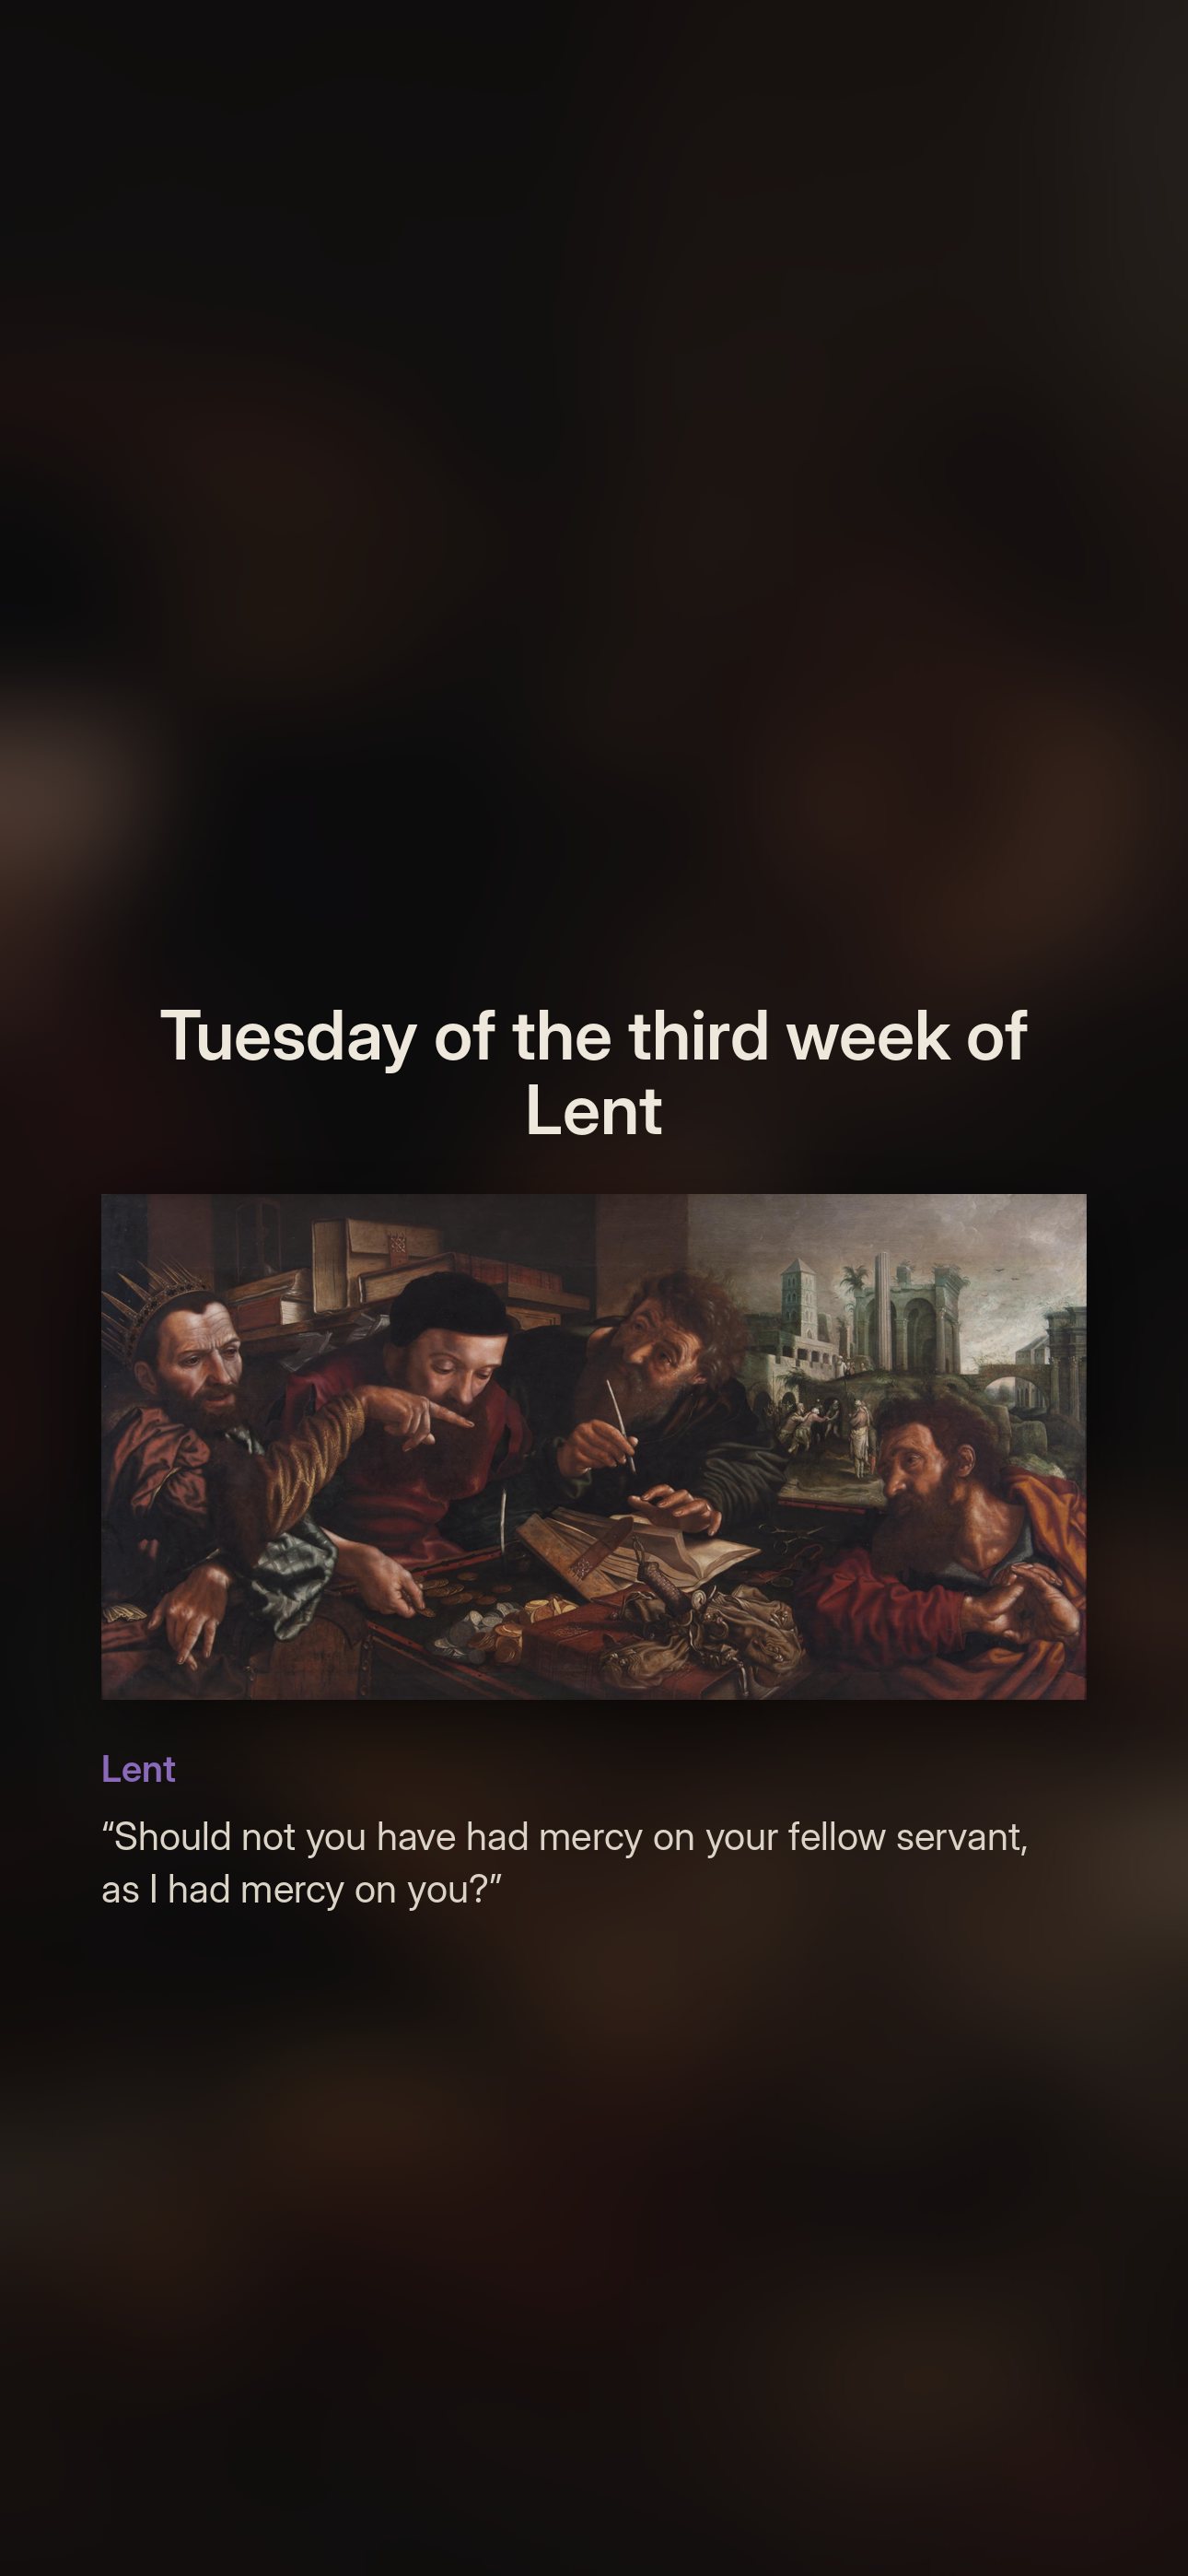 Tuesday of the third week of
Lent
Lent
“Should not you have had mercy on your fellow servant,
as I had mercy on you?”